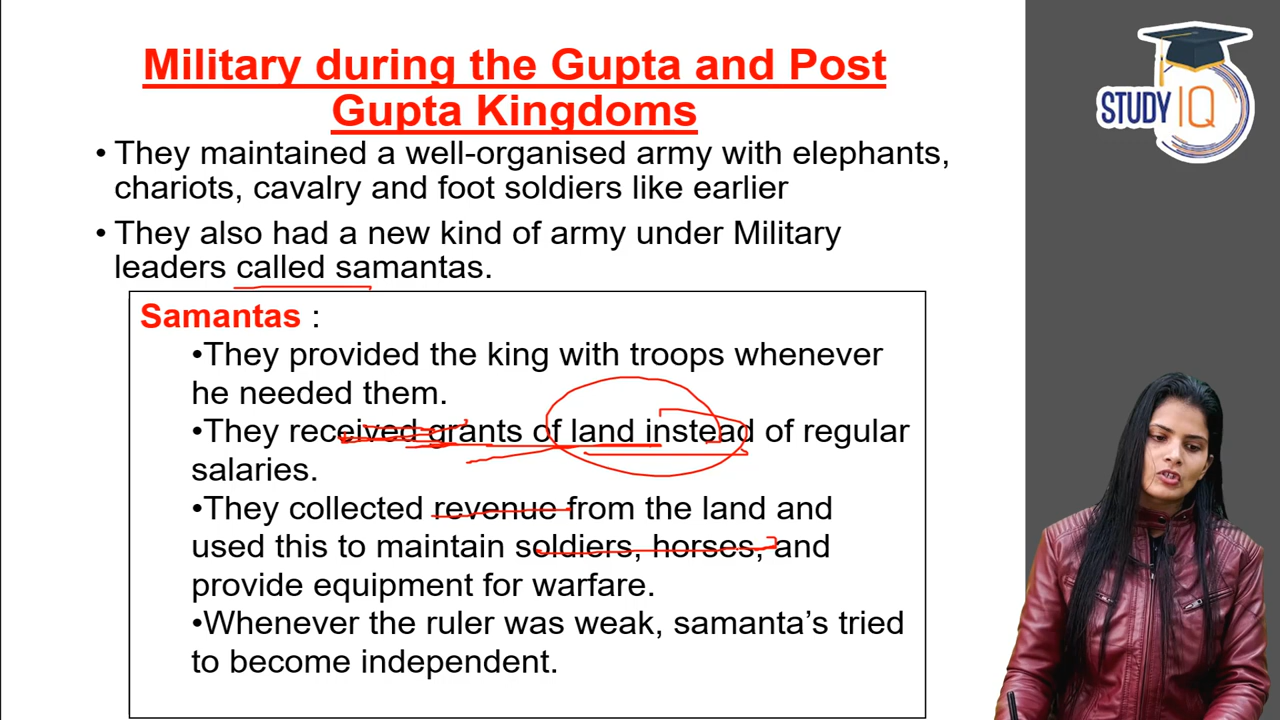 Military during the Gupta and Post
Gupta Kingdoms
STUDY IQ
• They maintained a well-organised army with elephants,
chariots, cavalry and foot soldiers like earlier
• They also had a new kind of army under Military
leaders called samantas.
Samantas :
•They provided the king with troops whenever
he needed them.
•They received grants of land instead of regular
salaries.
•They collected revenue from the land and
used this to maintain soldiers, horses, and
provide equipment for warfare.
•Whenever the ruler was weak, samanta’s tried
to become independent.